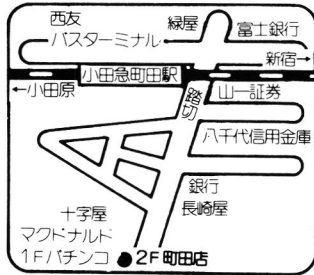 西友
バスターミナル
緑屋
富士銀行
新宿→
小田急町田駅
←小田原
踏切
山一証券
八千代信用金庫
銀行
長崎屋
十字屋
マクドナルド
1Fパチンコ
●2F町田店